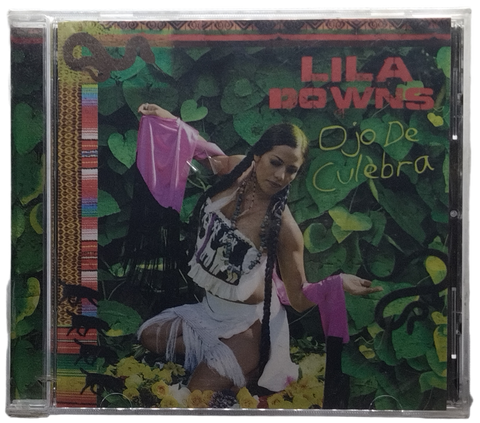 LILA
DOWNS
Ojo De
Culebra